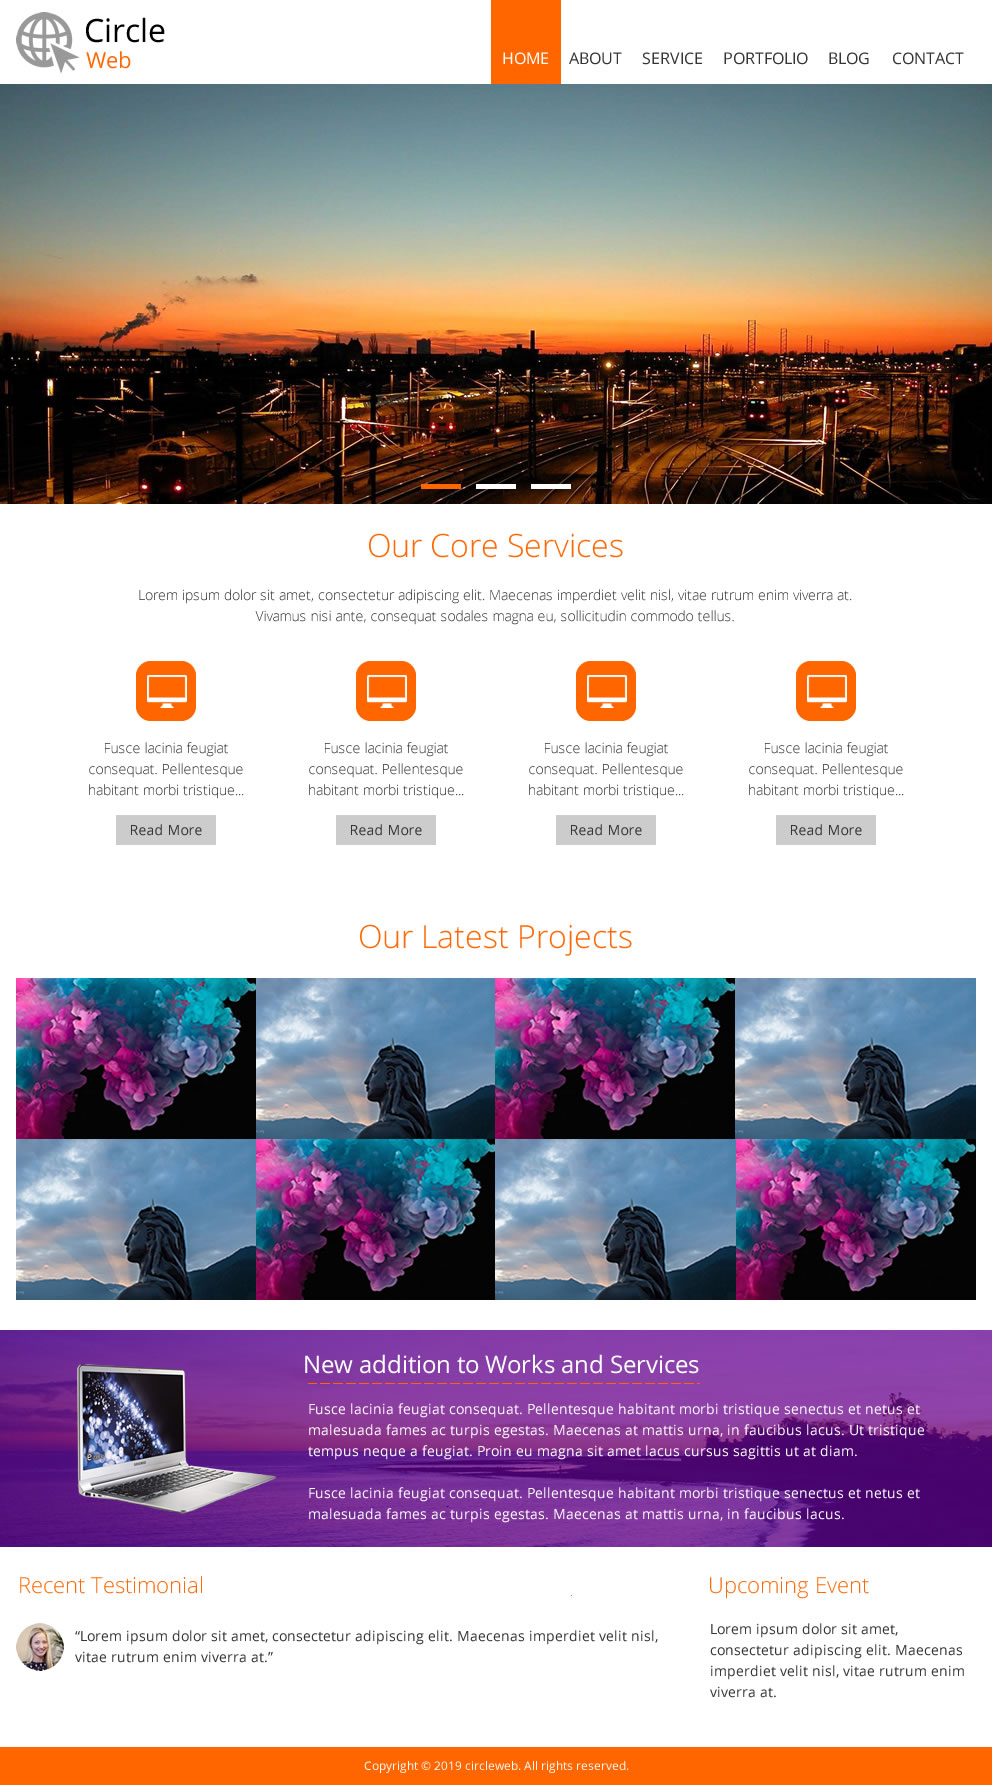 Circle
Web
HOME ABOUT SERVICE PORTFOLIO BLOG CONTACT
Our Core Services
Lorem ipsum dolor sit amet, consectetur adipiscing elit. Maecenas imperdiet velit nisl, vitae rutrum enim viverra at.
Vivamus nisi ante, consequat sodales magna eu, sollicitudin commodo tellus.
Fusce lacinia feugiat
consequat. Pellentesque
habitant morbi tristique...
Read More
Fusce lacinia feugiat
consequat. Pellentesque
habitant morbi tristique...
Read More
Fusce lacinia feugiat
consequat. Pellentesque
habitant morbi tristique...
Read More
Fusce lacinia feugiat
consequat. Pellentesque
habitant morbi tristique...
Read More
Our Latest Projects
New addition to Works and Services
Fusce lacinia feugiat consequat. Pellentesque habitant morbi tristique senectus et netus et
malesuada fames ac turpis egestas. Maecenas at mattis urna, in faucibus lacus. Ut tristique
tempus neque a feugiat. Proin eu magna sit amet lacus cursus sagittis ut at diam.
Fusce lacinia feugiat consequat. Pellentesque habitant morbi tristique senectus et netus et
malesuada fames ac turpis egestas. Maecenas at mattis urna, in faucibus lacus.
Recent Testimonial
“Lorem ipsum dolor sit amet, consectetur adipiscing elit. Maecenas imperdiet velit nisl,
vitae rutrum enim viverra at.”
Upcoming Event
Lorem ipsum dolor sit amet,
consectetur adipiscing elit. Maecenas
imperdiet velit nisl, vitae rutrum enim
viverra at.
Copyright © 2019 circleweb. All rights reserved.